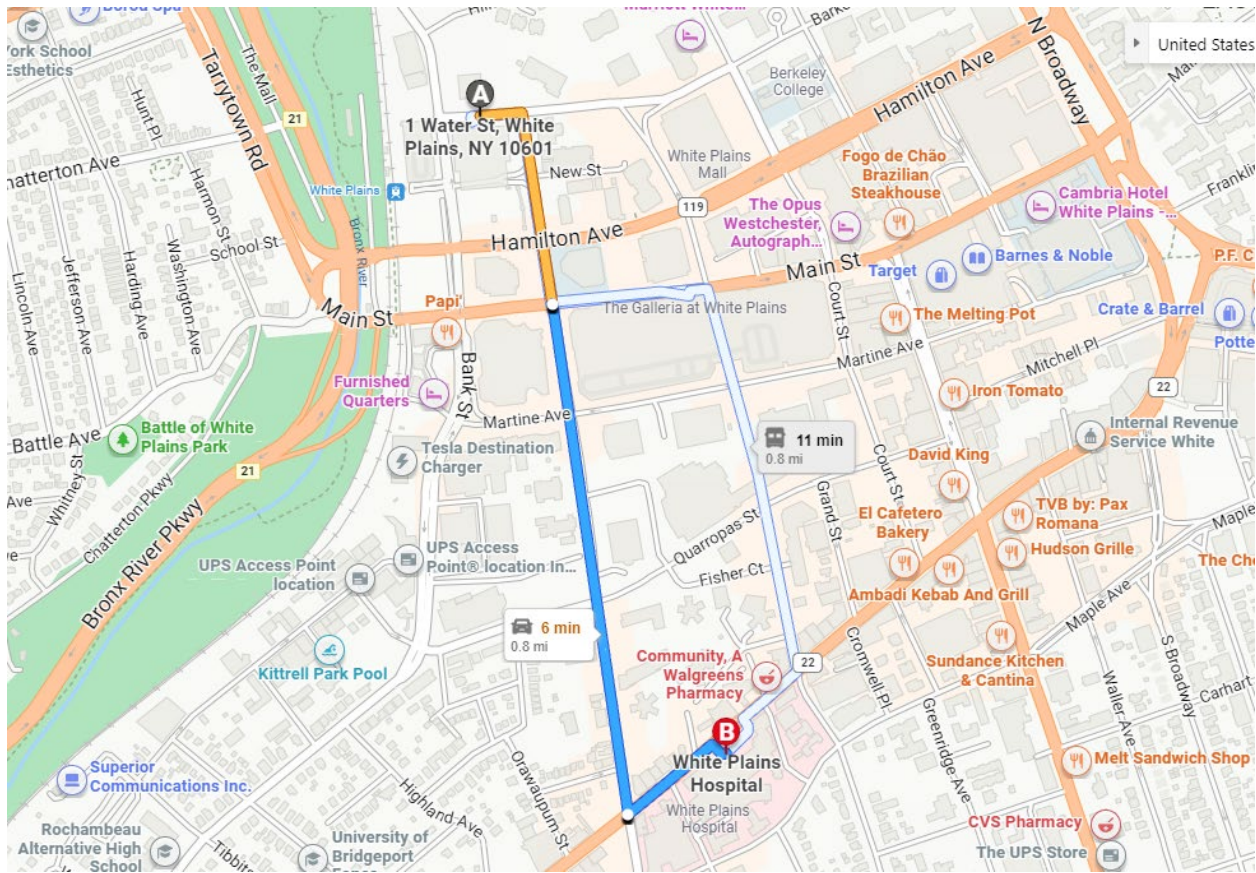 York School
Esthetics
Tarrytown Rd
The Mall
Hunt Pl
21
Chatterton Ave
Harmon St
White Plains
School St
Washington Ave
Harding Ave
Jefferson Ave
Lincoln Ave
Bronx River
A
1 Water St, White
Plains, NY 10601
New St
Berkeley
College
Hamilton Ave
N Broadway
United States
White Plains
Mall
119
Fogo de Chão
Brazilian
Steakhouse
Cambria Hotel
White Plains -...
Franklin
The Opus
Westchester,
Autograph...
Hamilton Ave
Main St
Target
Barnes & Noble
P.F. C
Main St
Papi'
The Galleria at White Plains
Court St
The Melting Pot
Crate & Barrel
Potte
Martine Ave
Mitchell Pl
Bank St
Furnished
Quarters
Martine Ave
Iron Tomato
22
Battle Ave
Battle of White
Plains Park
21
Tesla Destination
Charger
11 min
0.8 mi
Internal Revenue
Service White
Whitney St
Ave
Chatterton Pkwy
Bronx River Pkwy
Court St
David King
Grand St
El Cafetero
Bakery
TVB by: Pax
Romana
Hudson Grille
Maple
Quarropas St
Fisher Ct
UPS Access Point
location
UPS Access
Point® location In...
The Che
Ambadi Kebab And Grill
Maple Ave
6 min
0.8 mi
Kittrell Park Pool
Community, A
Walgreens
Pharmacy
22
Cromwell Pl
Sundance Kitchen
& Cantina
S Broadway
Carhart
Waller Ave
Greenridge Ave
B
White Plains
Hospital
Superior
Communications Inc.
Orawaupum St
Highland Ave
White Plains
Hospital
Melt Sandwich Shop
CVS Pharmacy
The UPS Store
Rochambeau
Alternative High
School
Tibbits
University of
Bridgeport